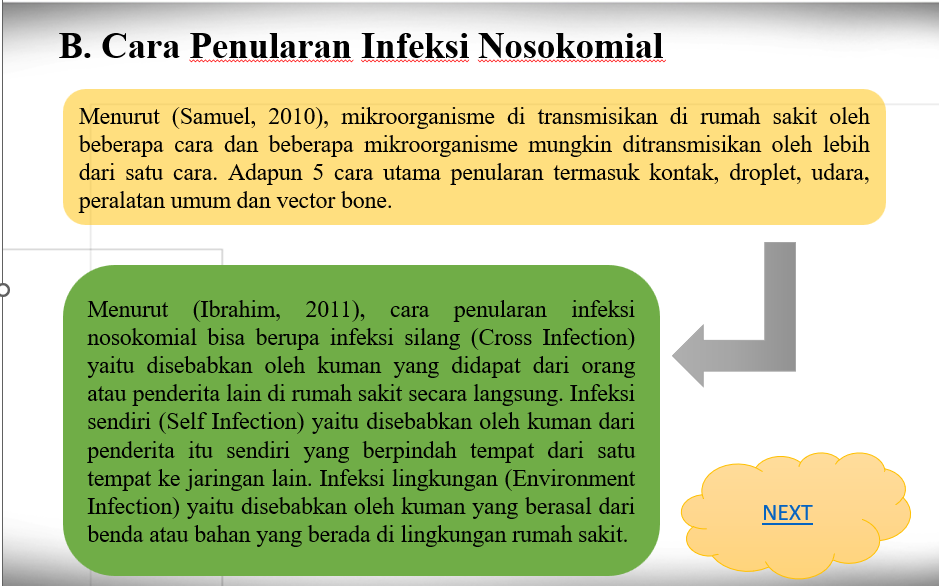 B. Cara Penularan Infeksi Nosokomial
Menurut (Samuel, 2010), mikroorganisme di transmisikan di rumah sakit oleh
beberapa cara dan beberapa mikroorganisme mungkin ditransmisikan oleh lebih
dari satu cara. Adapun 5 cara utama penularan termasuk kontak, droplet, udara,
peralatan umum dan vector bone.
Menurut (Ibrahim, 2011), cara penularan infeksi
nosokomial bisa berupa infeksi silang (Cross Infection)
yaitu disebabkan oleh kuman yang didapat dari orang
atau penderita lain di rumah sakit secara langsung. Infeksi
sendiri (Self Infection) yaitu disebabkan oleh kuman dari
penderita itu sendiri yang berpindah tempat dari satu
tempat ke jaringan lain. Infeksi lingkungan (Environment
Infection) yaitu disebabkan oleh kuman yang berasal dari
benda atau bahan yang berada di lingkungan rumah sakit.
NEXT